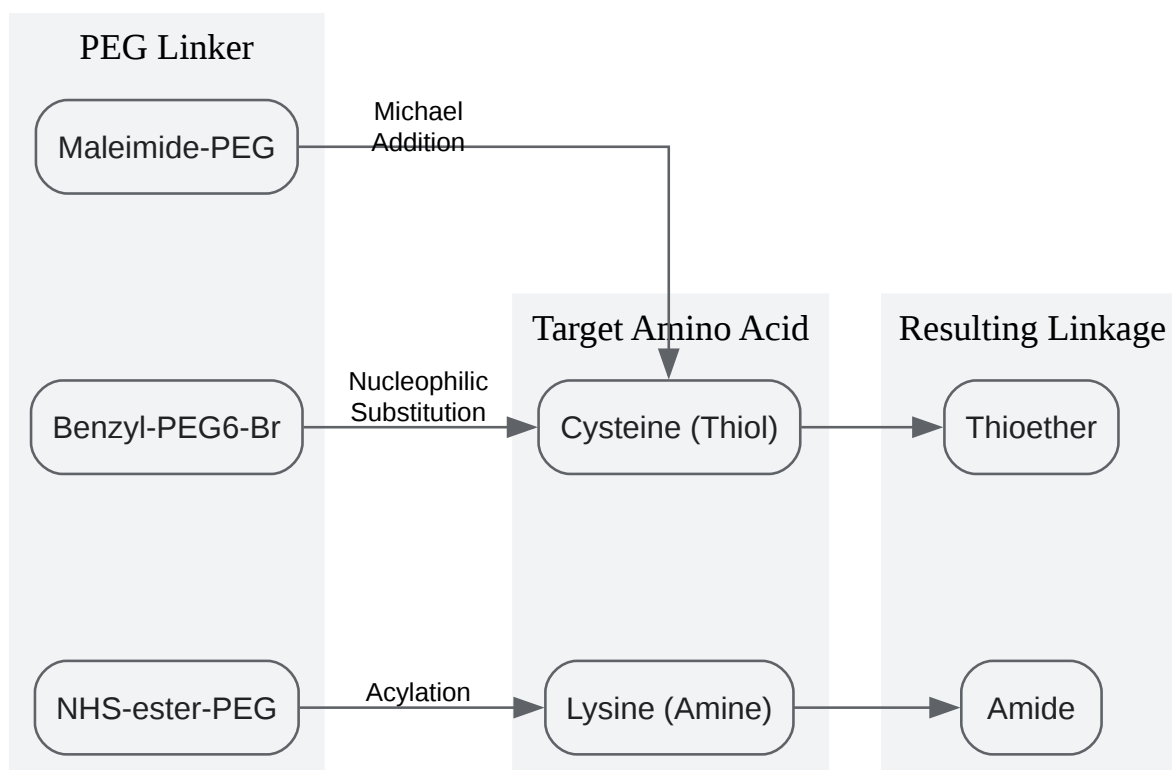 PEG Linker
Maleimide-PEG
Michael
Addition
Target Amino Acid
Resulting Linkage
Benzyl-PEG6-Br
Nucleophilic
Substitution
Cysteine (Thiol)
Thioether
NHS-ester-PEG
Acylation
Lysine (Amine)
Amide